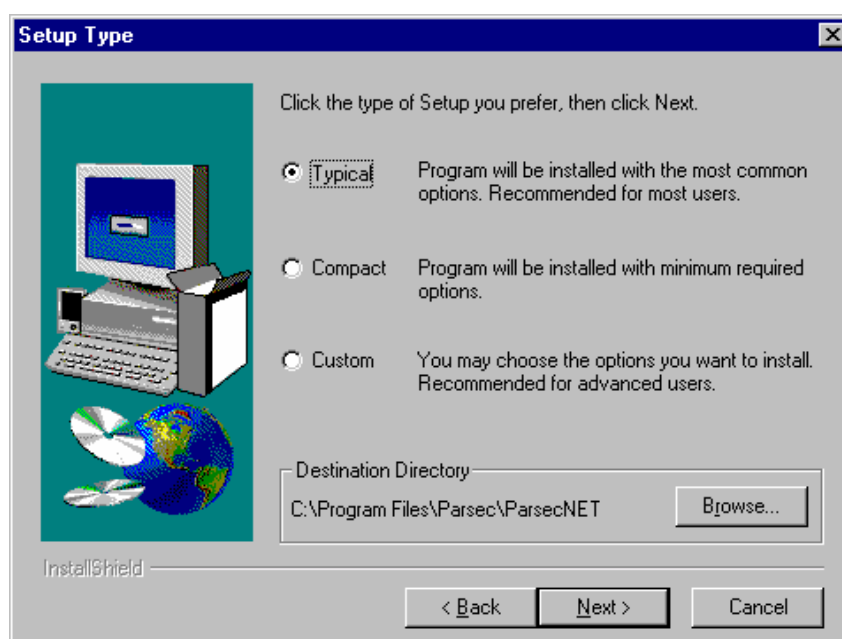 Setup Type
Click the type of Setup you prefer, then click Next.
Typical
Program will be installed with the most common
options. Recommended for most users.
Compact
Program will be installed with minimum required
options.
Custom
You may choose the options you want to install.
Recommended for advanced users.
Destination Directory
C:\Program Files\Parsec\ParsecNET
Browse...
InstallShield
< Back
Next >
Cancel